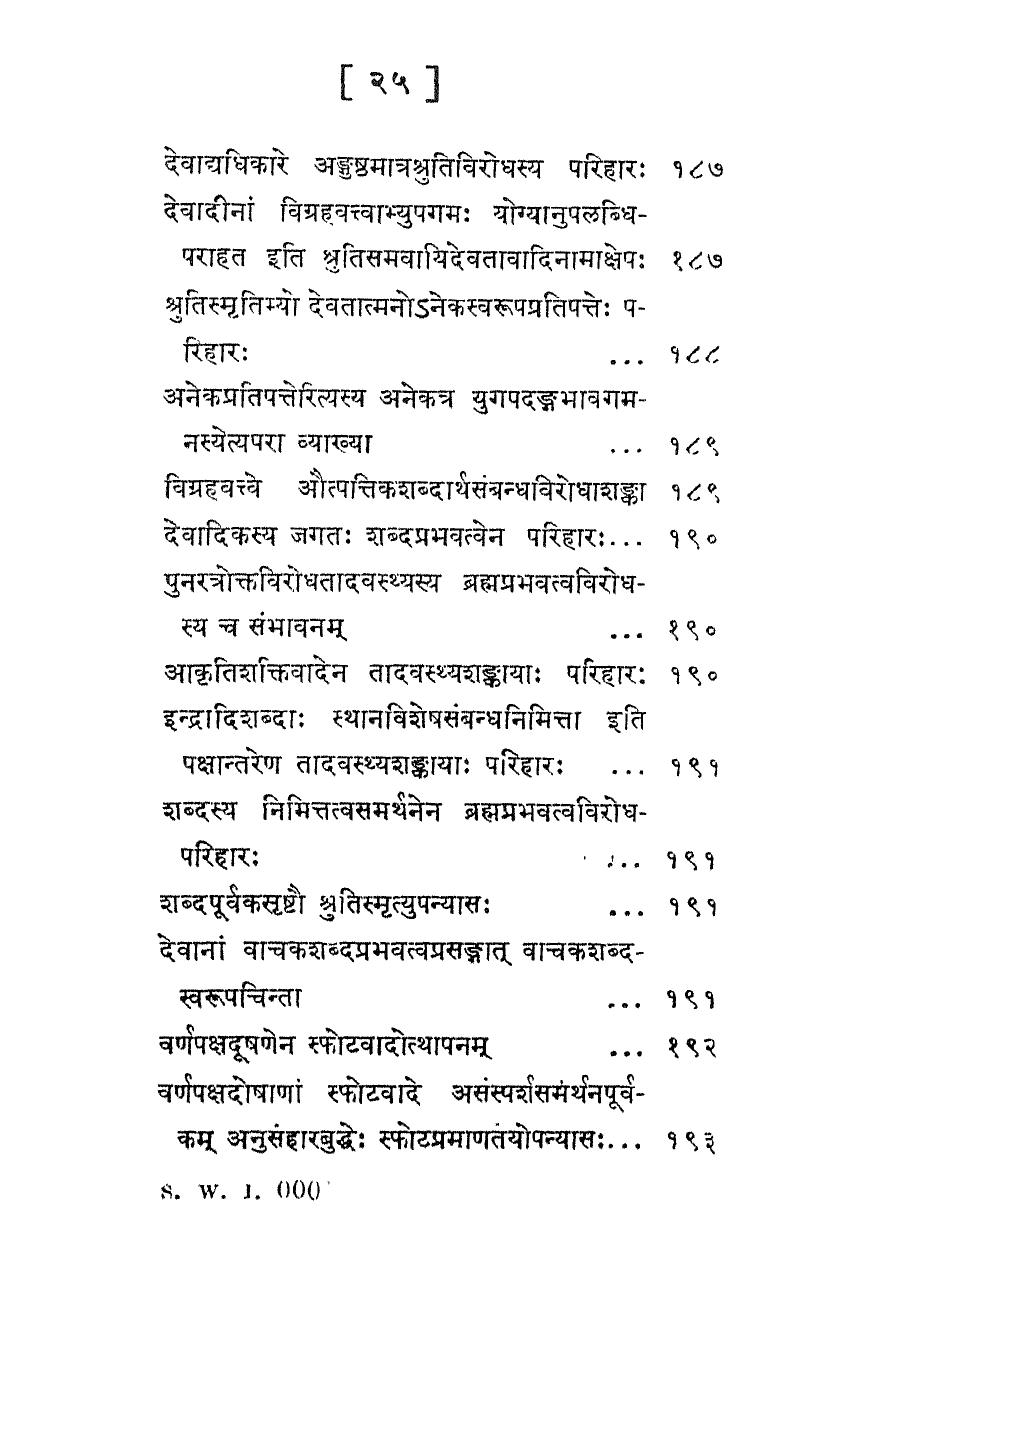 [ २५ ]
देवाद्यधिकारे अङ्गुष्ठमात्रश्रुतिविरोधस्य परिहारः १८७
देवादीनां विग्रहवत्त्वाभ्युपगमः योग्यानुपलब्धि-
पराहत इति श्रुतिसमवायिदेवतावादिनामाक्षेपः १८७
श्रुतिस्मृतिभ्यो देवतात्मनोऽनेकस्वरूपप्रतिपत्तेः प-
रिहारः ... १८८
अनेकप्रतिपत्तेरित्यस्य अनेकत्र युगपदङ्गभावगम-
नस्येत्यपरा व्याख्या ... १८९
विग्रहवत्त्वे औत्पत्तिकशब्दार्थसंबन्धविरोधाशङ्का १८९
देवादिकस्य जगतः शब्दप्रभवत्वेन परिहारः... १९०
पुनरत्रोक्तविरोधतादवस्थ्यस्य ब्रह्मप्रभवत्वविरोध-
स्य च संभावनम् ... १९०
आकृतिशक्तिवादेन तादवस्थ्यशङ्कायाः परिहारः १९०
इन्द्रादिशब्दाः स्थानविशेषसंबन्धनिमित्ता इति
पक्षान्तरेण तादवस्थ्यशङ्कायाः परिहारः ... १९१
शब्दस्य निमित्तत्वसमर्थनेन ब्रह्मप्रभवत्वविरोध-
परिहारः ... १९१
शब्दपूर्वकसृष्टौ श्रुतिस्मृत्युपन्यासः ... १९१
देवानां वाचकशब्दप्रभवत्वप्रसङ्गात् वाचकशब्द-
स्वरूपचिन्ता ... १९१
वर्णपक्षदूषणेन स्फोटवादोत्थापनम् ... १९२
वर्णपक्षदोषाणां स्फोटवादे असंस्पर्शसमर्थनपूर्व-
कम् अनुसंहारबुद्धेः स्फोटप्रमाणतयोपन्यासः... १९३
S. W. I. 000